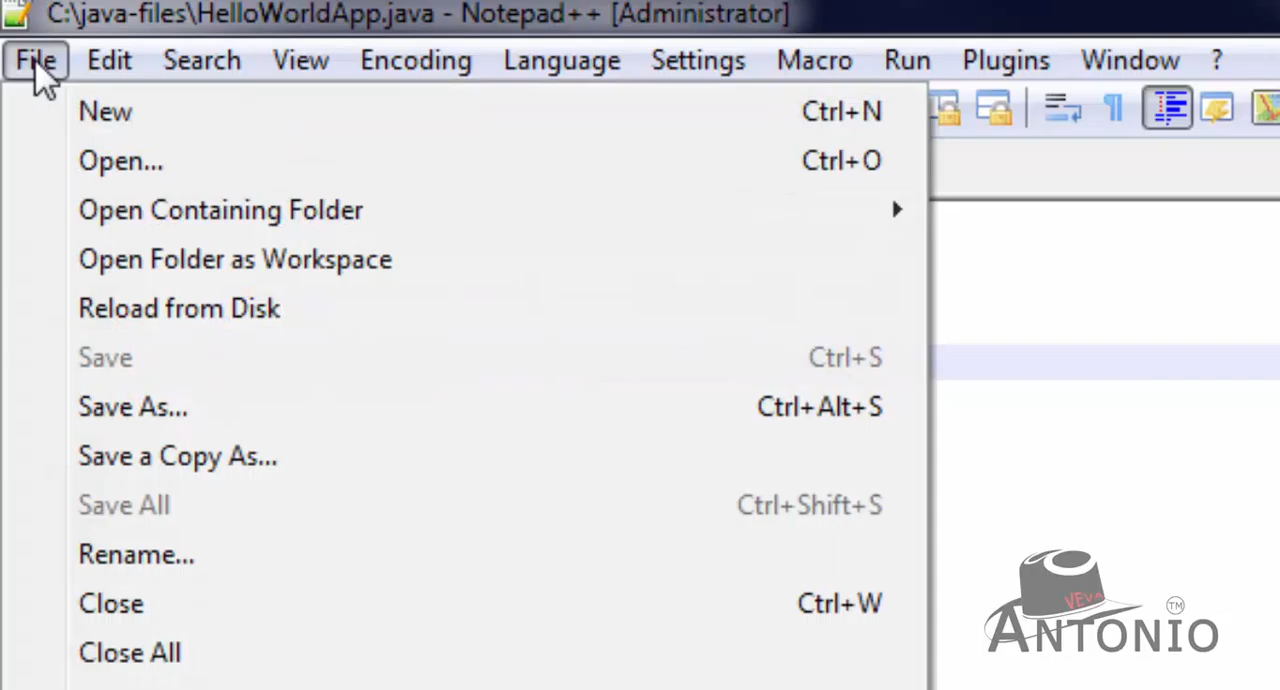 C:\java-files\HelloWorldApp.java - Notepad++ [Administrator]
File Edit Search View Encoding Language Settings Macro Run Plugins Window ?
New Ctrl+N
Open... Ctrl+O
Open Containing Folder
Open Folder as Workspace
Reload from Disk
Save Ctrl+S
Save As... Ctrl+Alt+S
Save a Copy As...
Save All Ctrl+Shift+S
Rename...
Close Ctrl+W
Close All
VEVA
ANTONIO TM